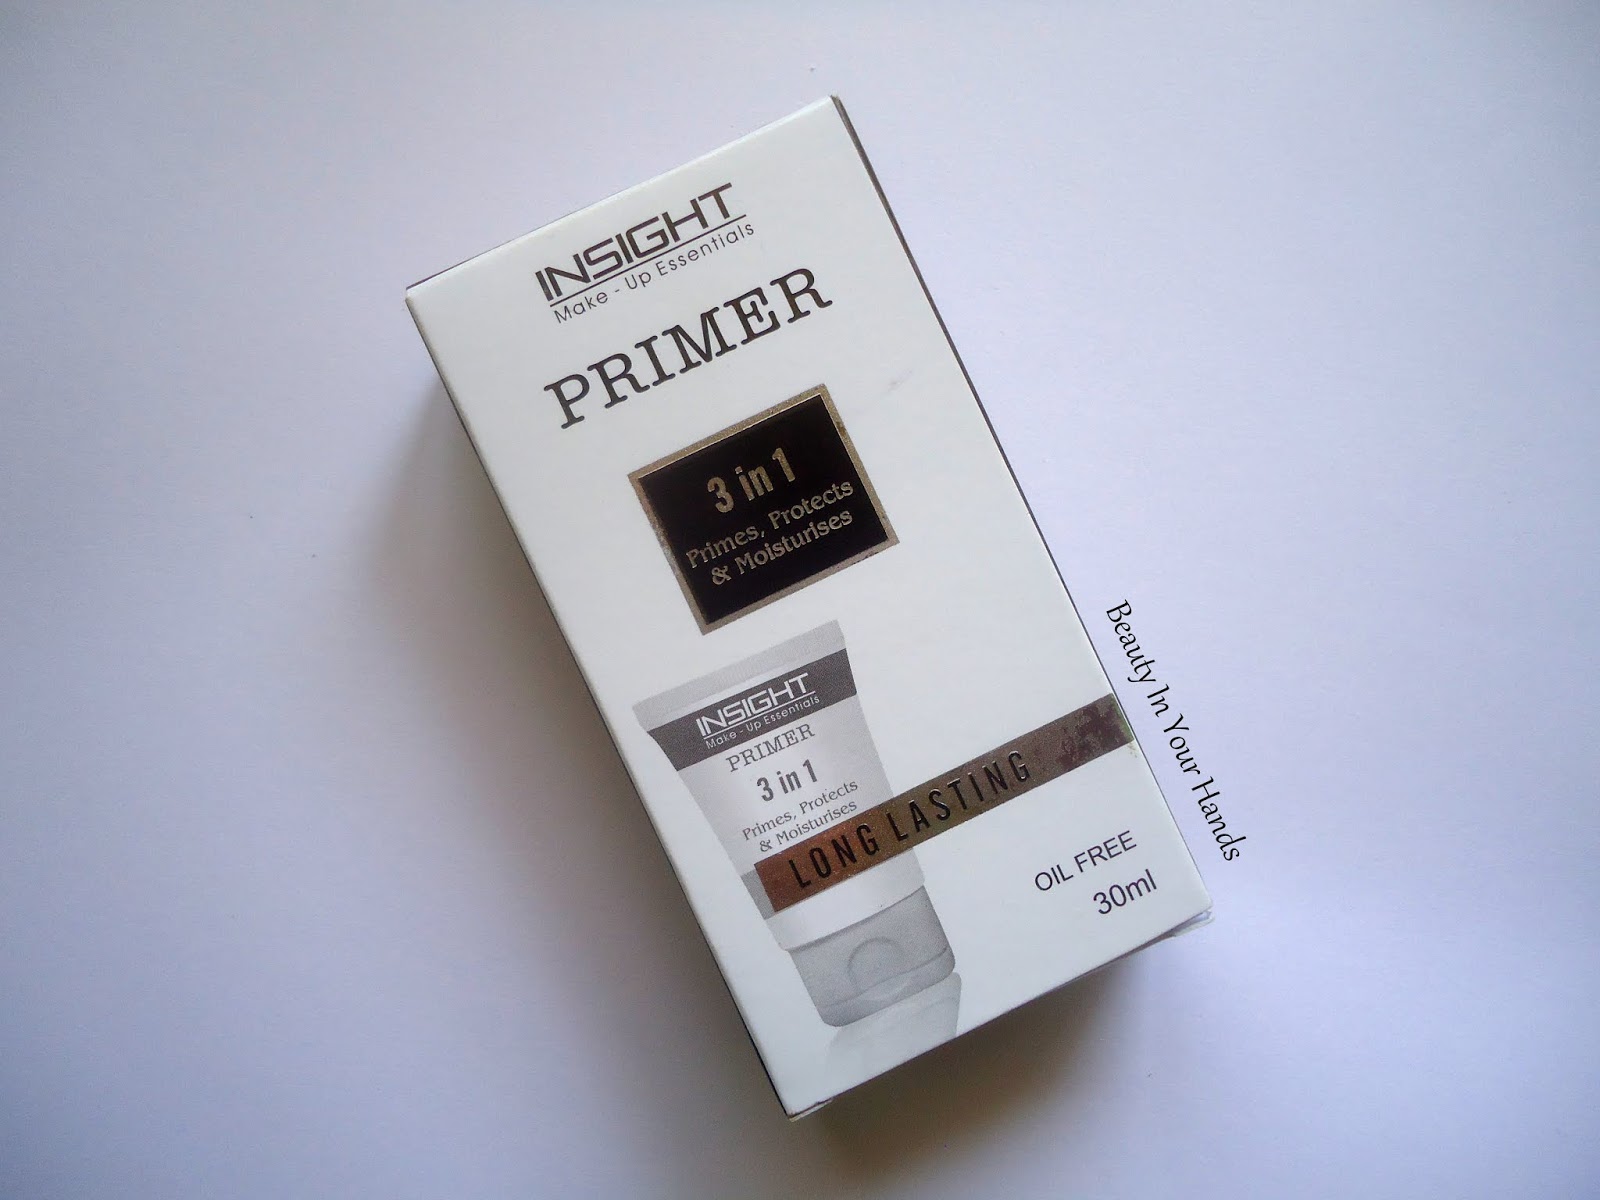 INSIGHT
Make - Up Essentials
PRIMER
3 in 1
Primes, Protects
& Moisturises
INSIGHT
Make - Up Essentials
PRIMER
3 in 1
Primes, Protects
& Moisturises
LONG LASTING
OIL FREE
30ml
Beauty In Your Hands